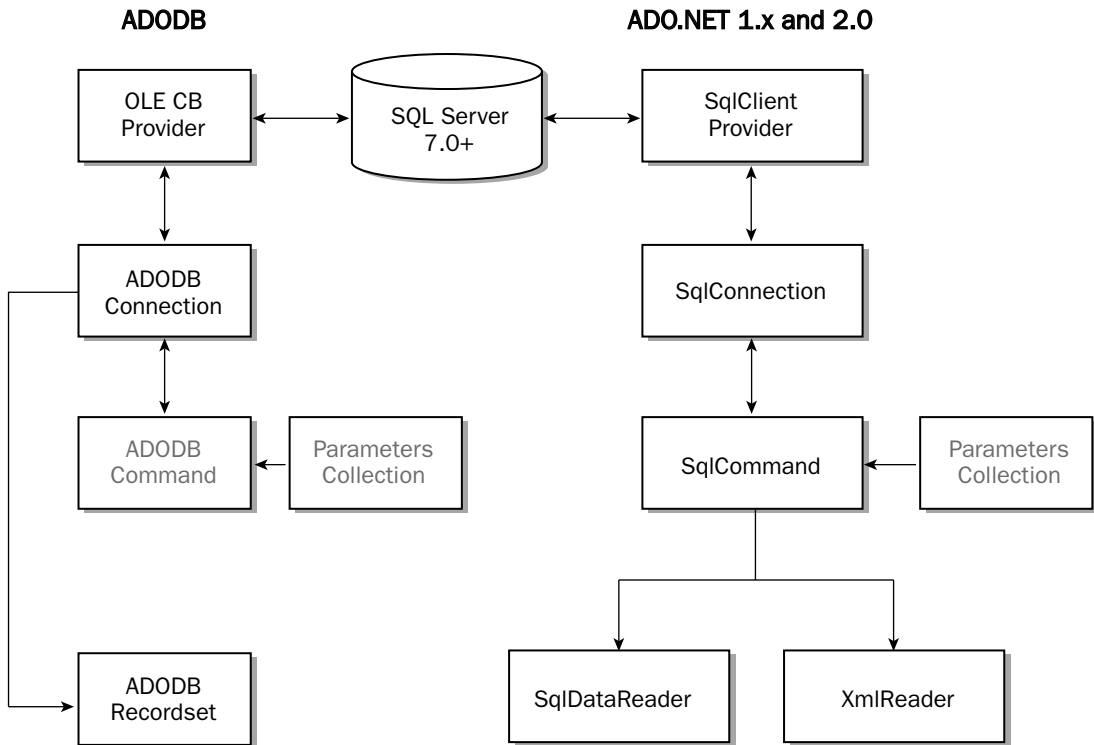 ADODB
ADO.NET 1.x and 2.0
OLE CB
Provider
SQL Server
7.0+
SqlClient
Provider
ADODB
Connection
SqlConnection
ADODB
Command
Parameters
Collection
SqlCommand
Parameters
Collection
ADODB
Recordset
SqlDataReader
XmlReader